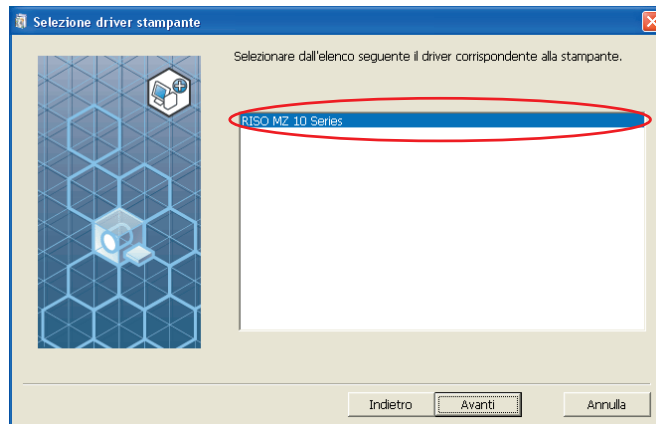 Selezione driver stampante
Selezionare dall'elenco seguente il driver corrispondente alla stampante.
RISO MZ 10 Series
Indietro
Avanti
Annulla